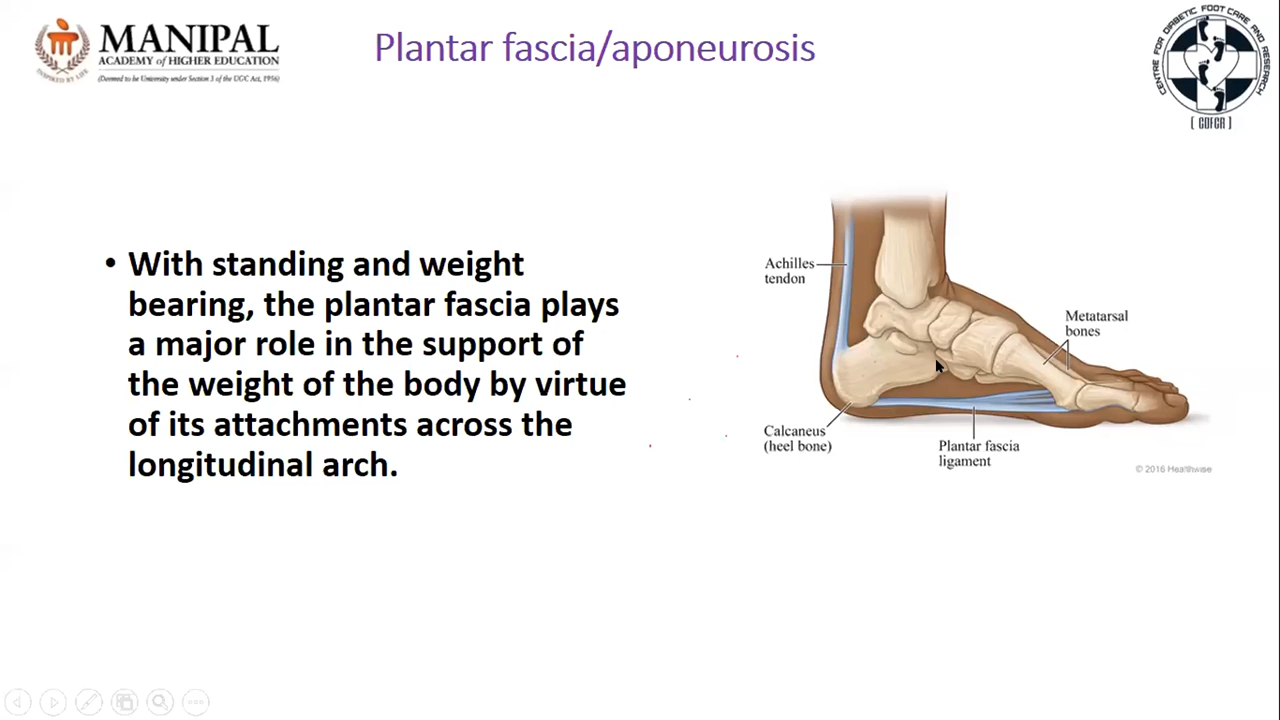 MANIPAL
ACADEMY of HIGHER EDUCATION
(Deemed to be University under Section 3 of the UGC Act, 1956)
INSPIRED BY LIFE
Plantar fascia/aponeurosis
CENTRE FOR DIABETIC FOOT CARE AND RESEARCH
[ CDFCR ]
• With standing and weight
bearing, the plantar fascia plays
a major role in the support of
the weight of the body by virtue
of its attachments across the
longitudinal arch.
Achilles
tendon
Metatarsal
bones
Calcaneus
(heel bone)
Plantar fascia
ligament
© 2016 Healthwise